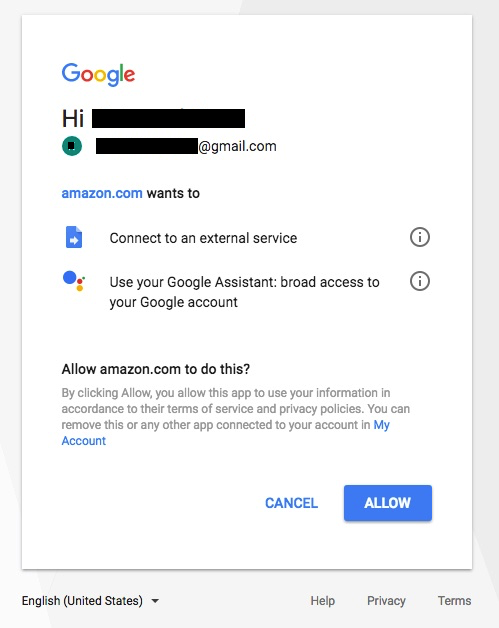 Google
Hi
@gmail.com
amazon.com wants to
Connect to an external service
Use your Google Assistant: broad access to
your Google account
Allow amazon.com to do this?
By clicking Allow, you allow this app to use your information in
accordance to their terms of service and privacy policies. You can
remove this or any other app connected to your account in My
Account
CANCEL
ALLOW
English (United States)
Help
Privacy
Terms